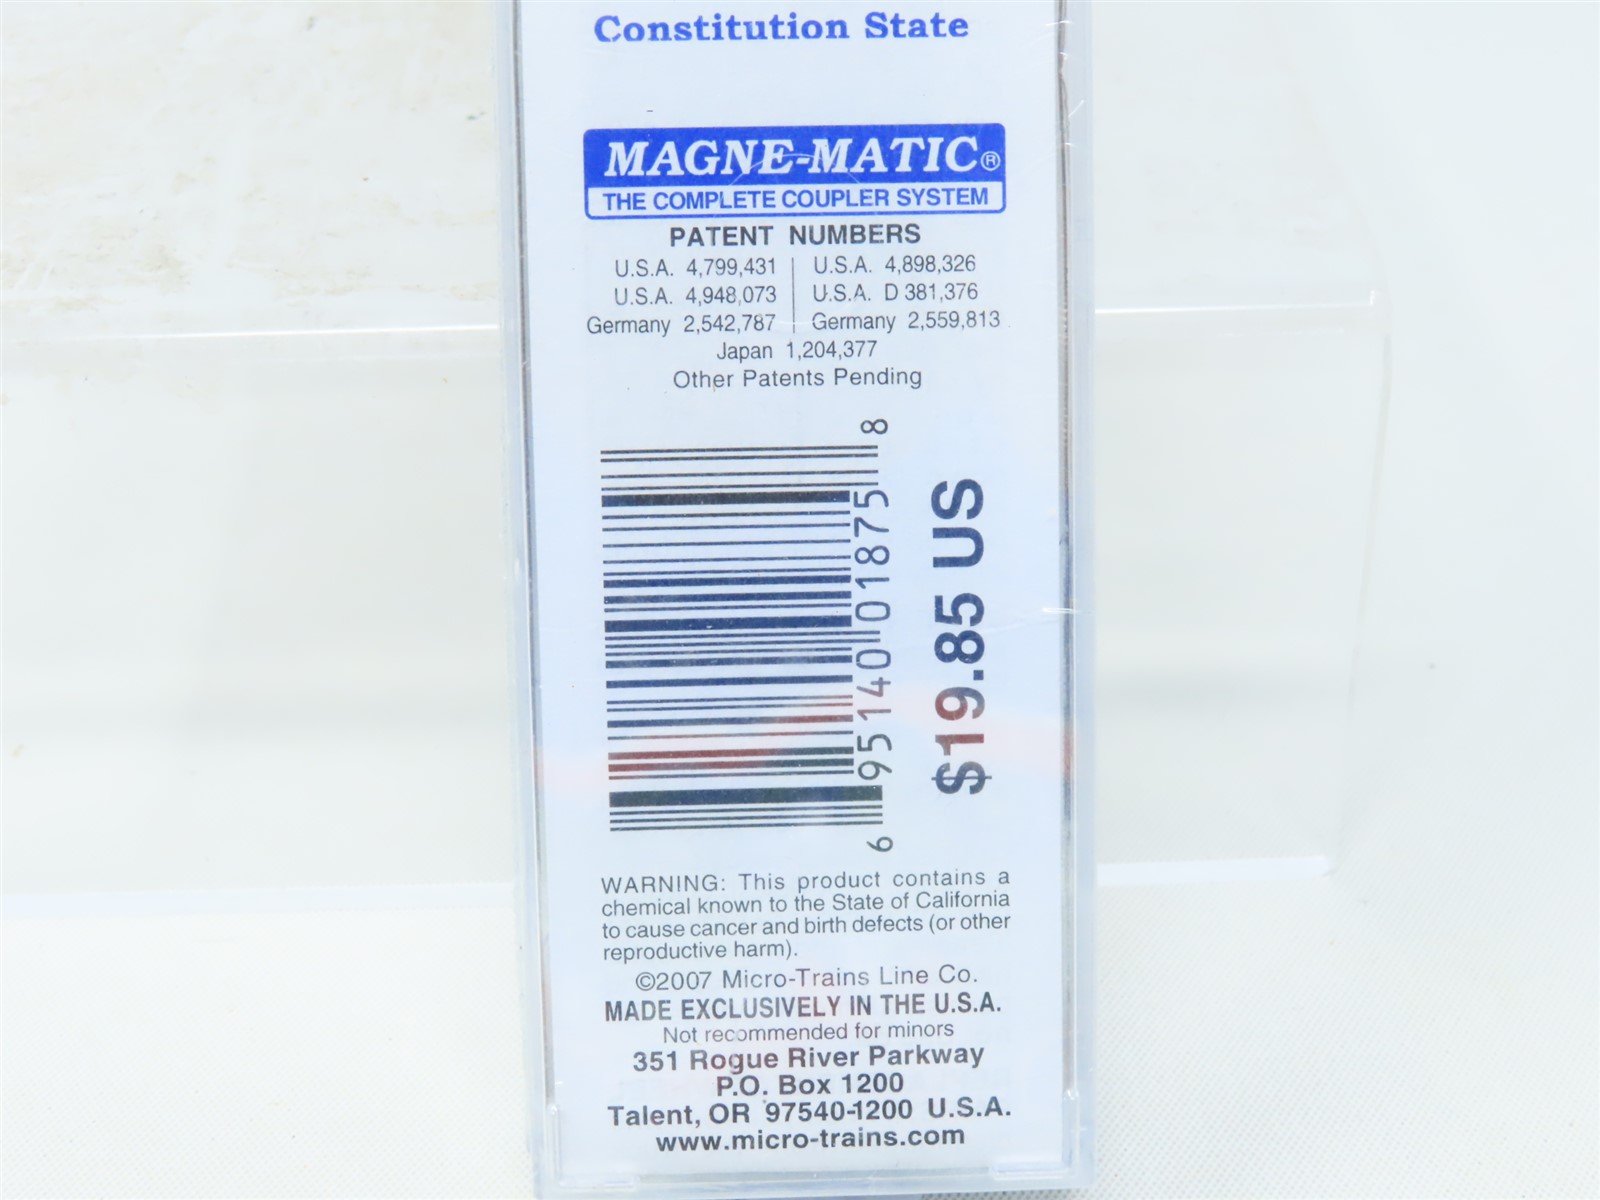 Constitution State
MAGNE-MATIC®
THE COMPLETE COUPLER SYSTEM
PATENT NUMBERS
U.S.A. 4,799,431 | U.S.A. 4,898,326
U.S.A. 4,948,073 | U.S.A. D 381,376
Germany 2,542,787 | Germany 2,559,813
Japan 1,204,377
Other Patents Pending
6 95140 01875 8
$19.85 US
WARNING: This product contains a
chemical known to the State of California
to cause cancer and birth defects (or other
reproductive harm).
©2007 Micro-Trains Line Co.
MADE EXCLUSIVELY IN THE U.S.A.
Not recommended for minors
351 Rogue River Parkway
P.O. Box 1200
Talent, OR 97540-1200 U.S.A.
www.micro-trains.com